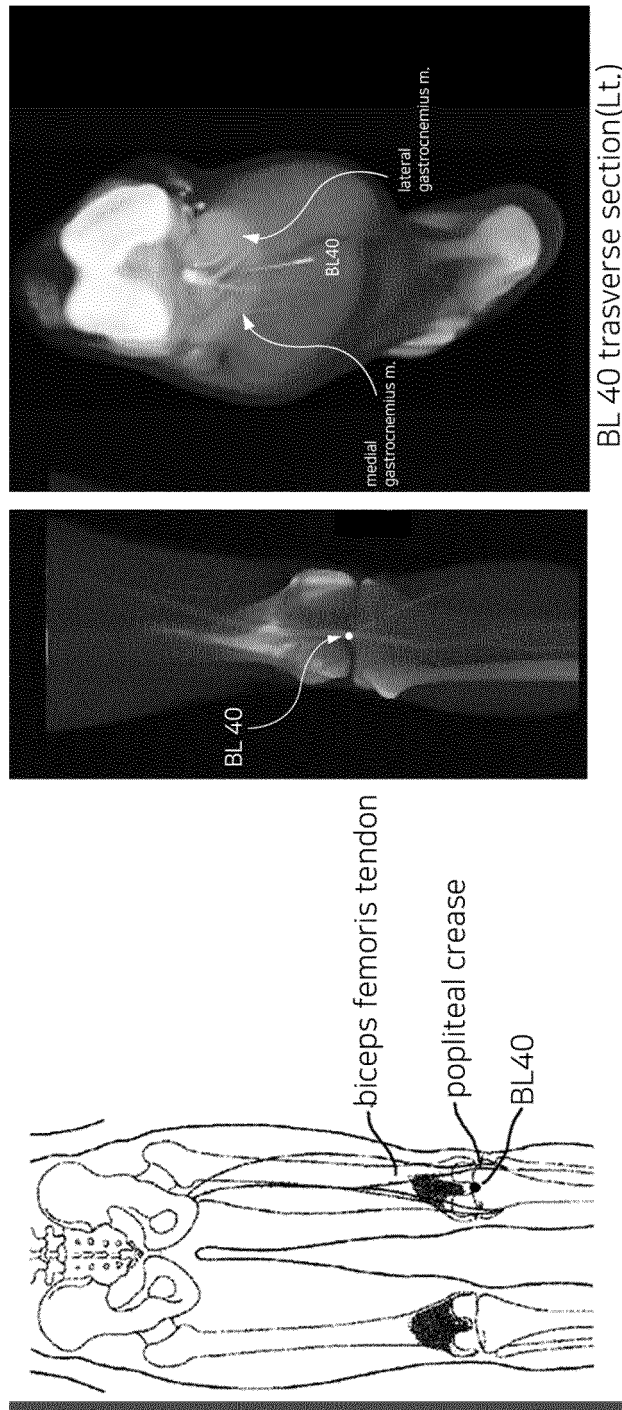 biceps femoris tendon
popliteal crease
BL40
BL 40
medial
gastrocnemius m.
BL40
lateral
gastrocnemius m.
BL 40 trasverse section(Lt.)